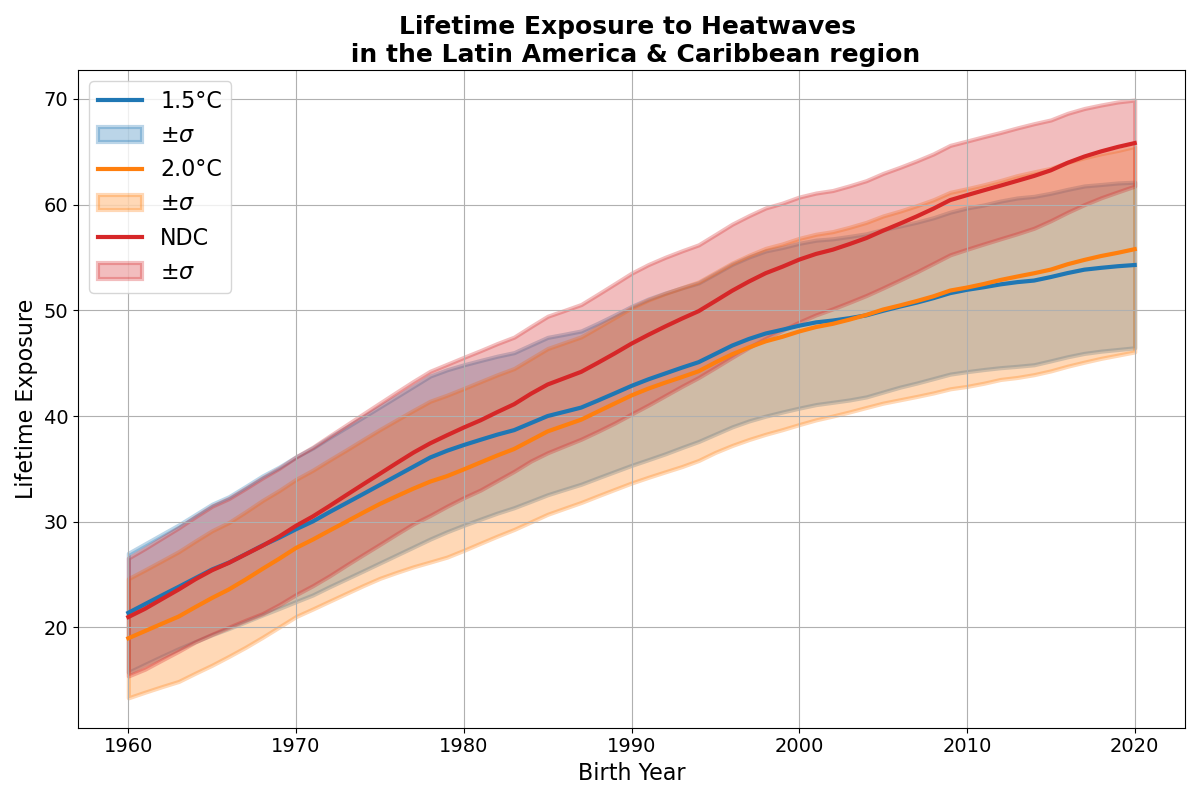 Lifetime Exposure to Heatwaves
in the Latin America & Caribbean region
1.5°C
±σ
2.0°C
±σ
NDC
±σ
Lifetime Exposure
70
60
50
40
30
20
1960 1970 1980 1990 2000 2010 2020
Birth Year